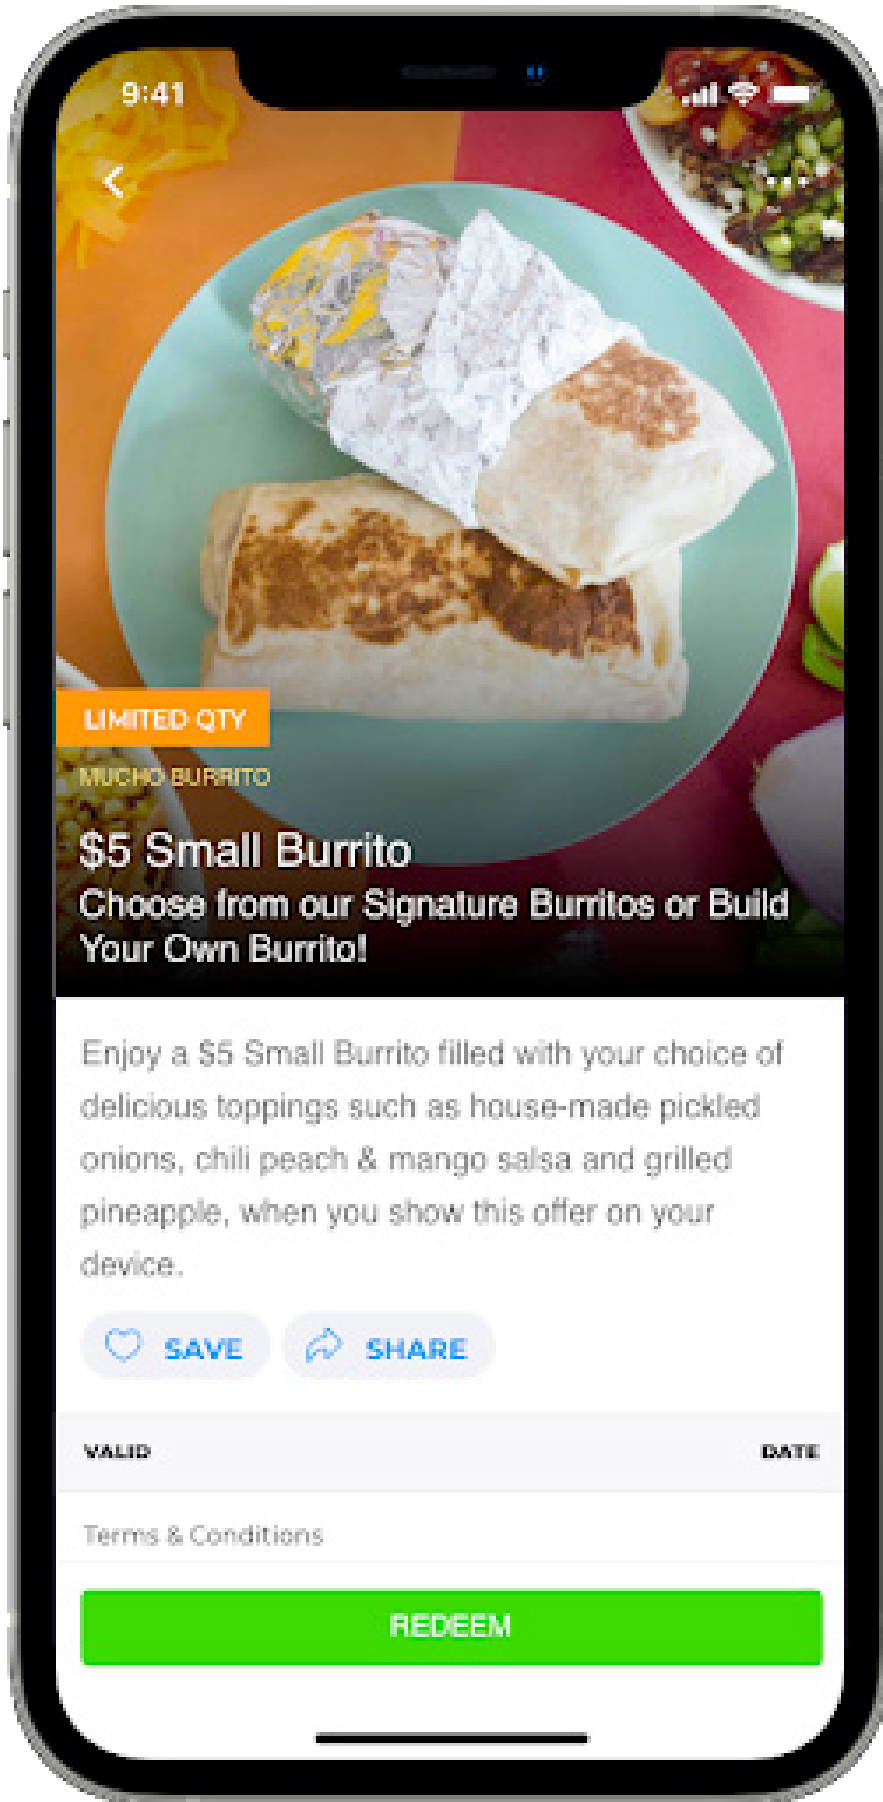 9:41
LIMITED QTY
MUCHO BURRITO
$5 Small Burrito
Choose from our Signature Burritos or Build
Your Own Burrito!
Enjoy a $5 Small Burrito filled with your choice of
delicious toppings such as house-made pickled
onions, chili peach & mango salsa and grilled
pineapple, when you show this offer on your
device.
SAVE SHARE
VALID DATE
Terms & Conditions
REDEEM